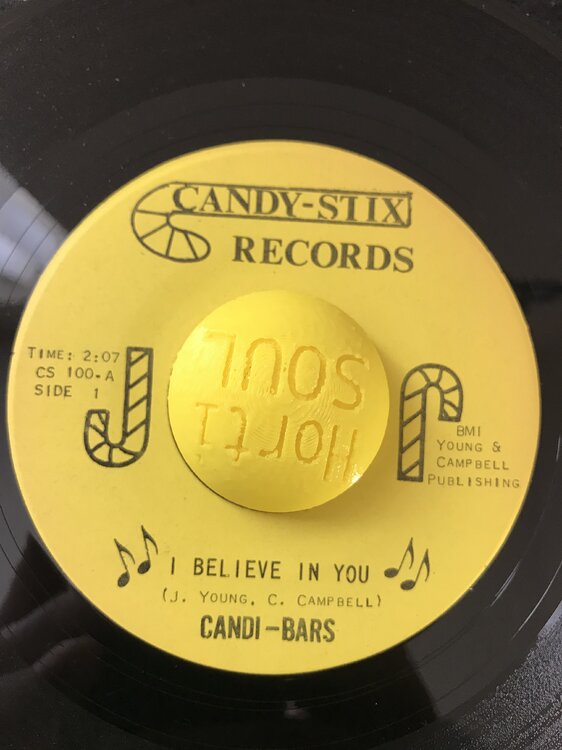 CANDY-STIX
RECORDS
TIME: 2:07
CS 100-A
SIDE 1
Horti
SOUL
BMI
YOUNG &
CAMPBELL
PUBLISHING
I BELIEVE IN YOU
(J. YOUNG, C. CAMPBELL)
CANDI-BARS